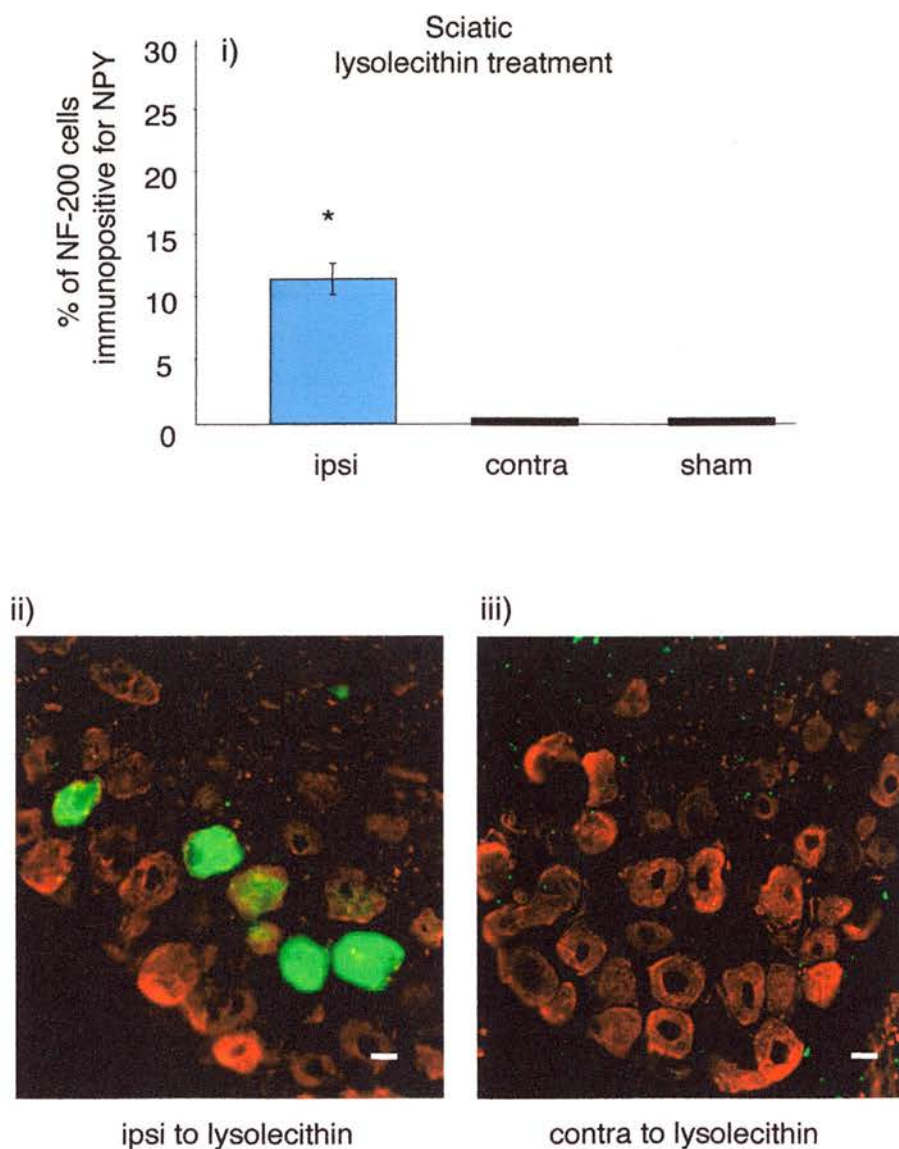 i)
Sciatic
lysolecithin treatment
% of NF-200 cells
immunopositive for NPY
30
25
20
15
10
5
0
*
ipsi contra sham
ii)
iii)
ipsi to lysolecithin
contra to lysolecithin